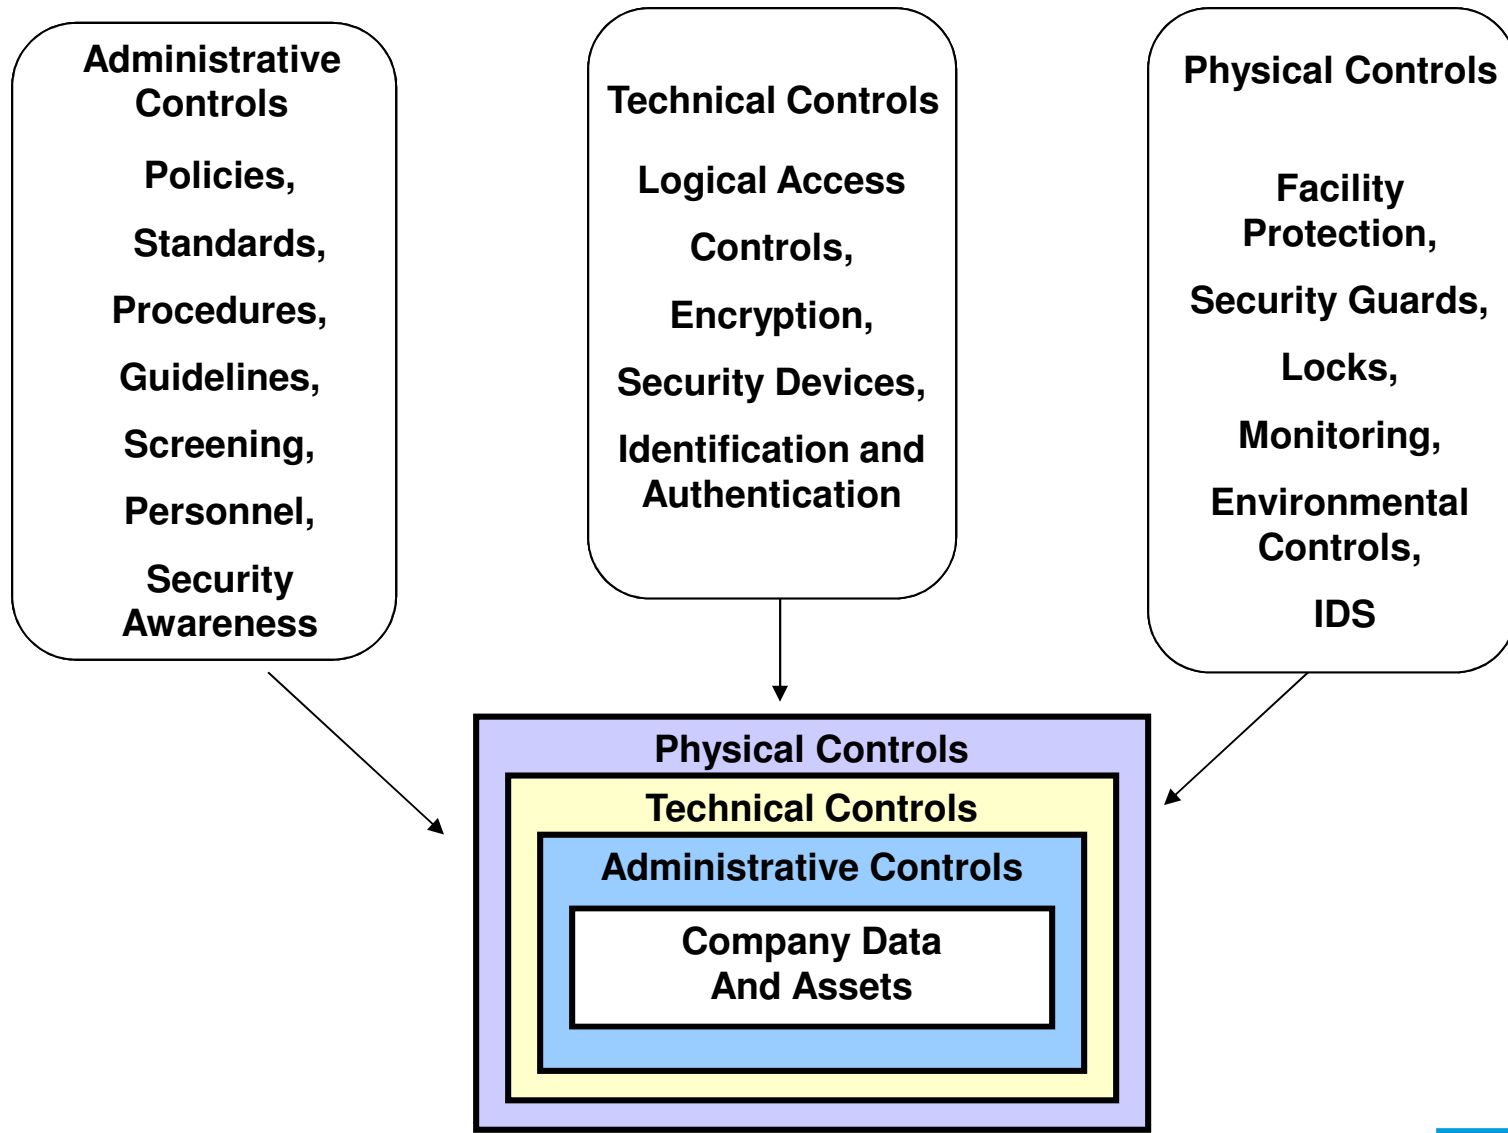 Administrative
Controls
Policies,
Standards,
Procedures,
Guidelines,
Screening,
Personnel,
Security
Awareness
Technical Controls
Logical Access
Controls,
Encryption,
Security Devices,
Identification and
Authentication
Physical Controls
Facility
Protection,
Security Guards,
Locks,
Monitoring,
Environmental
Controls,
IDS
Physical Controls
Technical Controls
Administrative Controls
Company Data
And Assets